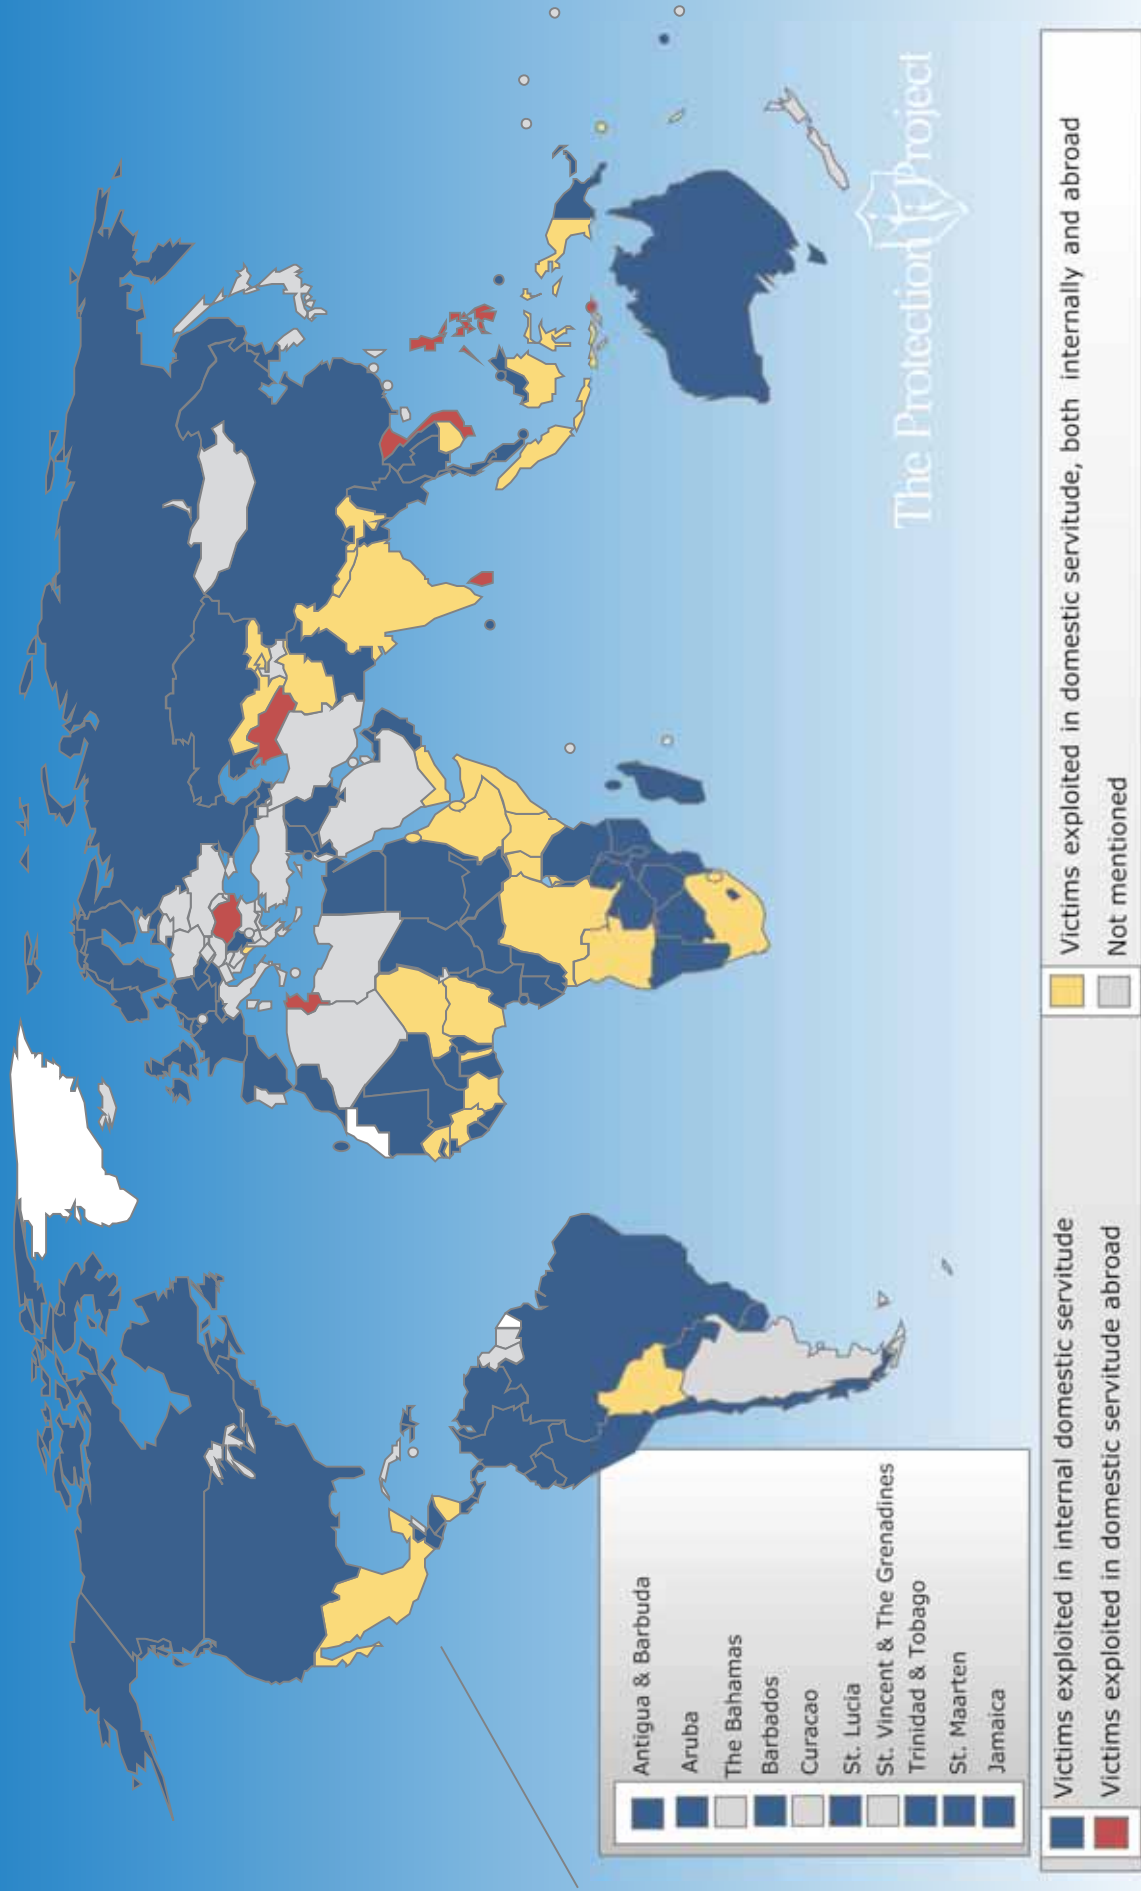 The Protection Project
Antigua & Barbuda
Aruba
The Bahamas
Barbados
Curacao
St. Lucia
St. Vincent & The Grenadines
Trinidad & Tobago
St. Maarten
Jamaica
Victims exploited in internal domestic servitude
Victims exploited in domestic servitude abroad
Victims exploited in domestic servitude, both internally and abroad
Not mentioned